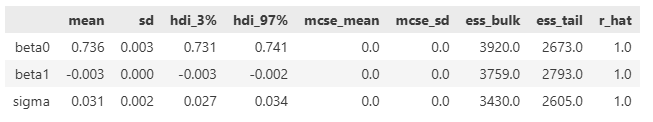 mean sd hdi_3% hdi_97% mcse_mean mcse_sd ess_bulk ess_tail r_hat
beta0 0.736 0.003 0.731 0.741 0.0 0.0 3920.0 2673.0 1.0
beta1 -0.003 0.000 -0.003 -0.002 0.0 0.0 3759.0 2793.0 1.0
sigma 0.031 0.002 0.027 0.034 0.0 0.0 3430.0 2605.0 1.0